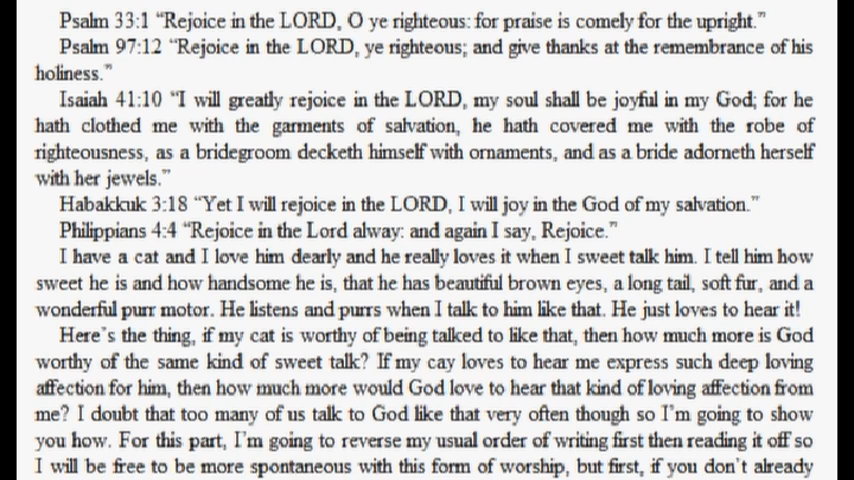 Psalm 33:1 “Rejoice in the LORD, O ye righteous: for praise is comely for the upright.”
Psalm 97:12 “Rejoice in the LORD, ye righteous; and give thanks at the remembrance of his
holiness.”
Isaiah 41:10 “I will greatly rejoice in the LORD, my soul shall be joyful in my God; for he
hath clothed me with the garments of salvation, he hath covered me with the robe of
righteousness, as a bridegroom decketh himself with ornaments, and as a bride adorneth herself
with her jewels.”
Habakkuk 3:18 “Yet I will rejoice in the LORD, I will joy in the God of my salvation.”
Philippians 4:4 “Rejoice in the Lord alway: and again I say, Rejoice.”
I have a cat and I love him dearly and he really loves it when I sweet talk him. I tell him how
sweet he is and how handsome he is, that he has beautiful brown eyes, a long tail, soft fur, and a
wonderful purr motor. He listens and purrs when I talk to him like that. He just loves to hear it!
Here’s the thing, if my cat is worthy of being talked to like that, then how much more is God
worthy of the same kind of sweet talk? If my cay loves to hear me express such deep loving
affection for him, then how much more would God love to hear that kind of loving affection from
me? I doubt that too many of us talk to God like that very often though so I’m going to show
you how. For this part, I’m going to reverse my usual order of writing first then reading it off so
I will be free to be more spontaneous with this form of worship, but first, if you don’t already